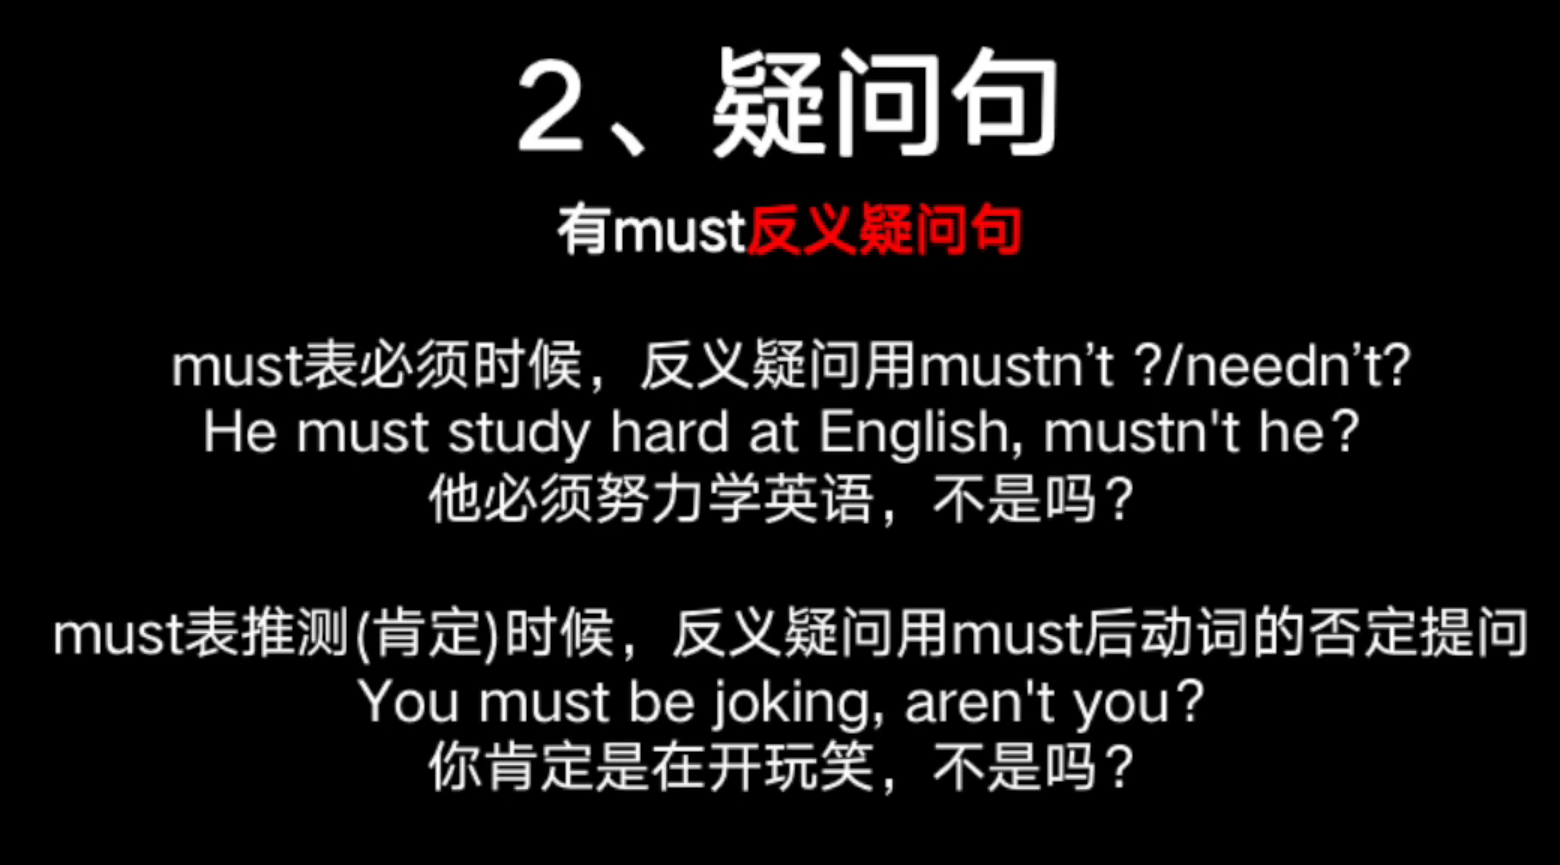 2、疑问句
有must反义疑问句
must表必须时候，反义疑问用mustn’t ?/needn’t?
He must study hard at English, mustn't he?
他必须努力学英语，不是吗？
must表推测(肯定)时候，反义疑问用must后动词的否定提问
You must be joking, aren't you?
你肯定是在开玩笑，不是吗？